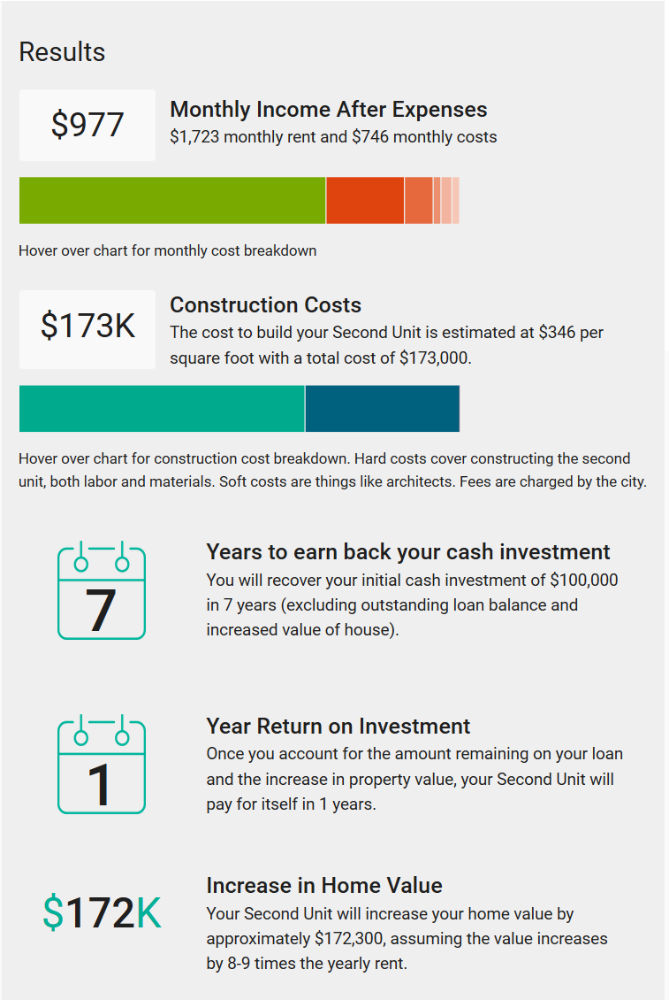 Results
$977
Monthly Income After Expenses
$1,723 monthly rent and $746 monthly costs
Hover over chart for monthly cost breakdown
$173K
Construction Costs
The cost to build your Second Unit is estimated at $346 per
square foot with a total cost of $173,000.
Hover over chart for construction cost breakdown. Hard costs cover constructing the second
unit, both labor and materials. Soft costs are things like architects. Fees are charged by the city.
7
Years to earn back your cash investment
You will recover your initial cash investment of $100,000
in 7 years (excluding outstanding loan balance and
increased value of house).
1
Year Return on Investment
Once you account for the amount remaining on your loan
and the increase in property value, your Second Unit will
pay for itself in 1 years.
$172K
Increase in Home Value
Your Second Unit will increase your home value by
approximately $172,300, assuming the value increases
by 8-9 times the yearly rent.